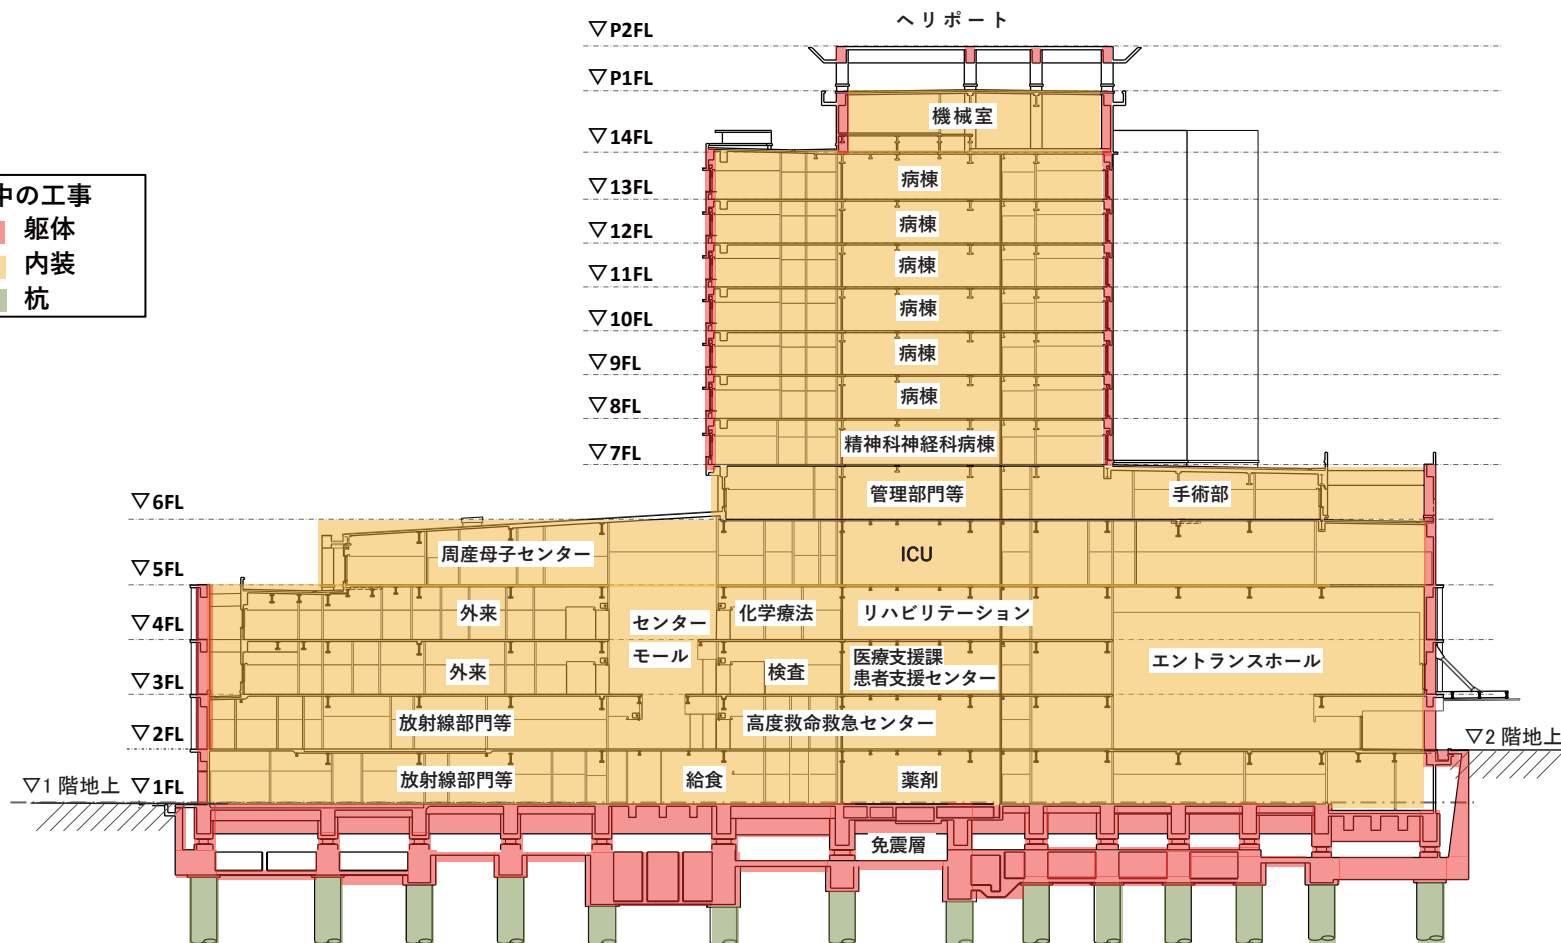 ヘリポート
▽P2FL
▽P1FL
機械室
▽14FL
病棟
▽13FL
中の工事
躯体
内装
杭
病棟
▽12FL
病棟
▽11FL
病棟
▽10FL
病棟
▽9FL
病棟
▽8FL
精神科神経科病棟
▽7FL
管理部門等
手術部
▽6FL
周産母子センター
ICU
▽5FL
外来
センター
モール
化学療法
リハビリテーション
▽4FL
外来
検査
医療支援課
患者支援センター
エントランスホール
▽3FL
放射線部門等
高度救命救急センター
▽2FL
▽2階地上
放射線部門等
給食
薬剤
▽1階地上
▽1FL
免震層